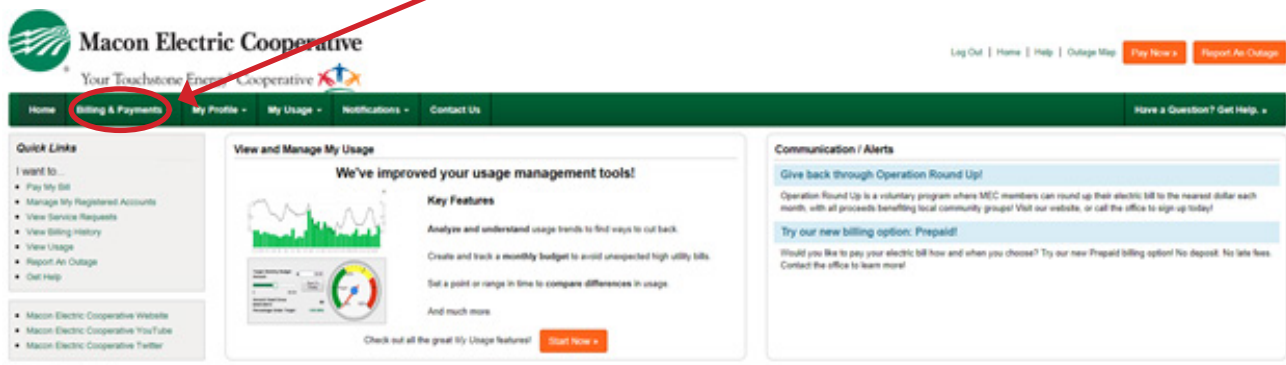 Macon Electric Cooperative
Your Touchstone Energy Cooperative
Log Out | Home | Help | Outage Map Pay Now » Report An Outage
Home Billing & Payments My Profile My Usage Notifications Contact Us Have a Question? Get Help. »
Quick Links
I want to...
Pay My Bill
Manage My Registered Accounts
View Service Requests
View Billing History
View Usage
Report An Outage
Get Help
Macon Electric Cooperative Website
Macon Electric Cooperative YouTube
Macon Electric Cooperative Twitter
View and Manage My Usage
We've improved your usage management tools!
Key Features
Analyze and understand usage trends to find ways to cut back.
Create and track a monthly budget to avoid unexpected high utility bills.
Set a point or range in time to compare differences in usage.
And much more.
Check out all the great My Usage features! Start Now »
Communication / Alerts
Give back through Operation Round Up!
Operation Round Up is a voluntary program where MEC members can round up their electric bill to the nearest dollar each
month, with all proceeds benefiting local community groups! Visit our website, or call the office to sign up today!
Try our new billing option: Prepaid!
Would you like to pay your electric bill how and when you choose? Try our new Prepaid billing option! No deposit. No late fees.
Contact the office to learn more!